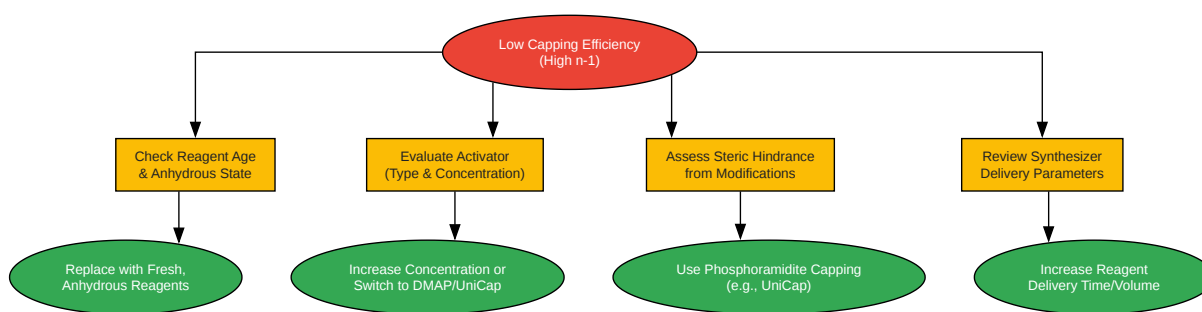 Low Capping Efficiency
(High n-1)
Check Reagent Age
& Anhydrous State
Evaluate Activator
(Type & Concentration)
Assess Steric Hindrance
from Modifications
Review Synthesizer
Delivery Parameters
Replace with Fresh,
Anhydrous Reagents
Increase Concentration or
Switch to DMAP/UniCap
Use Phosphoramidite Capping
(e.g., UniCap)
Increase Reagent
Delivery Time/Volume